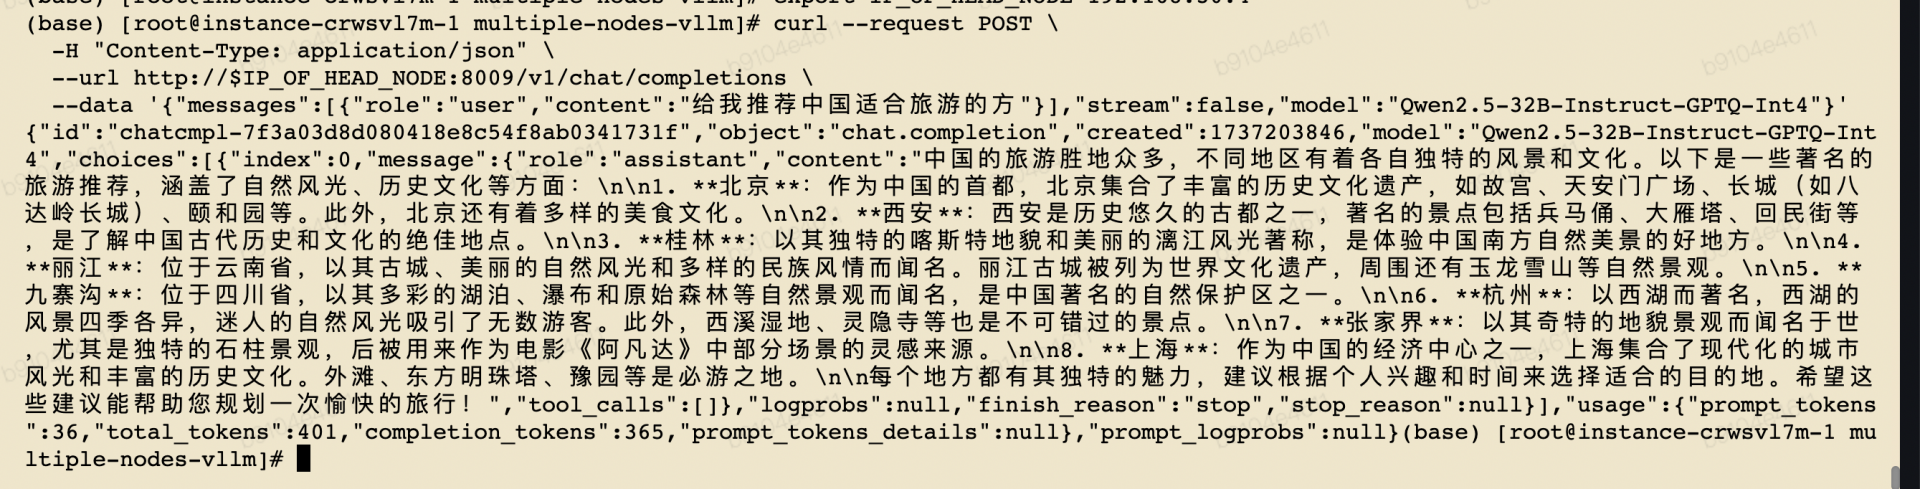 (base) [root@instance-crwsvl7m-1 multiple-nodes-vllm]# export IP_OF_HEAD_NODE
(base) [root@instance-crwsvl7m-1 multiple-nodes-vllm]# curl --request POST \
-H "Content-Type: application/json" \
--url http://$IP_OF_HEAD_NODE:8009/v1/chat/completions \
--data '{"messages":[{"role":"user","content":"给我推荐中国适合旅游的方"}],"stream":false,"model":"Qwen2.5-32B-Instruct-GPTQ-Int4"}'
{"id":"chatcmpl-7f3a03d8d080418e8c54f8ab0341731f","object":"chat.completion","created":1737203846,"model":"Qwen2.5-32B-Instruct-GPTQ-Int
4","choices":[{"index":0,"message":{"role":"assistant","content":"中国的旅游胜地众多，不同地区有着各自独特的风景和文化。以下是一些著名的
旅游推荐，涵盖了自然风光、历史文化等方面：\n\n1. **北京**：作为中国的首都，北京集合了丰富的历史文化遗产，如故宫、天安门广场、长城（如八
达岭长城）、颐和园等。此外，北京还有着多样的美食文化。\n\n2. **西安**：西安是历史悠久的古都之一，著名的景点包括兵马俑、大雁塔、回民街等
，是了解中国古代历史和文化的绝佳地点。\n\n3. **桂林**：以其独特的喀斯特地貌和美丽的漓江风光著称，是体验中国南方自然美景的好地方。\n\n4.
**丽江**：位于云南省，以其古城、美丽的自然风光和多样的民族风情而闻名。丽江古城被列为世界文化遗产，周围还有玉龙雪山等自然景观。\n\n5. **
九寨沟**：位于四川省，以其多彩的湖泊、瀑布和原始森林等自然景观而闻名，是中国著名的自然保护区之一。\n\n6. **杭州**：以西湖而著名，西湖的
风景四季各异，迷人的自然风光吸引了无数游客。此外，西溪湿地、灵隐寺等也是不可错过的景点。\n\n7. **张家界**：以其奇特的地貌景观而闻名于世
，尤其是独特的石柱景观，后被用来作为电影《阿凡达》中部分场景的灵感来源。\n\n8. **上海**：作为中国的经济中心之一，上海集合了现代化的城市
风光和丰富的历史文化。外滩、东方明珠塔、豫园等是必游之地。\n\n每个地方都有其独特的魅力，建议根据个人兴趣和时间来选择适合的目的地。希望这
些建议能帮助您规划一次愉快的旅行！","tool_calls":[]},"logprobs":null,"finish_reason":"stop","stop_reason":null}],"usage":{"prompt_tokens
":36,"total_tokens":401,"completion_tokens":365,"prompt_tokens_details":null},"prompt_logprobs":null}(base) [root@instance-crwsvl7m-1 mu
ltiple-nodes-vllm]#